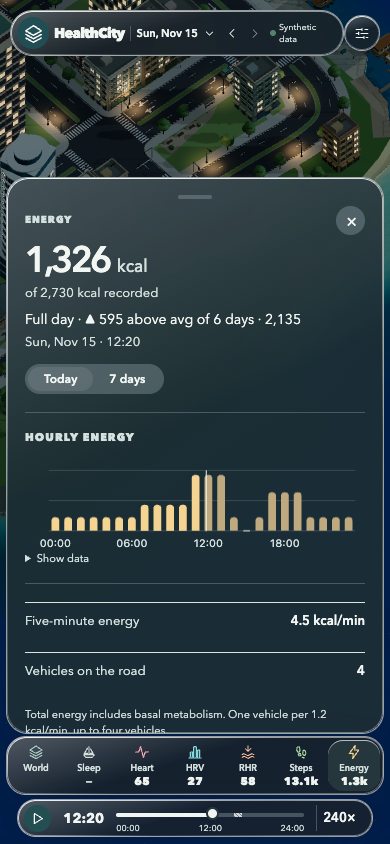 HealthCity
Sun, Nov 15
Synthetic
data
ENERGY
1,326 kcal
of 2,730 kcal recorded
Full day · ▲ 595 above avg of 6 days · 2,135
Sun, Nov 15 · 12:20
Today 7 days
HOURLY ENERGY
00:00 06:00 12:00 18:00
Show data
Five-minute energy 4.5 kcal/min
Vehicles on the road 4
Total energy includes basal metabolism. One vehicle per 1.2
kcal/min, up to four vehicles.
World Sleep Heart HRV RHR Steps Energy
– 65 27 58 13.1k 1.3k
12:20 240×
00:00 12:00 24:00